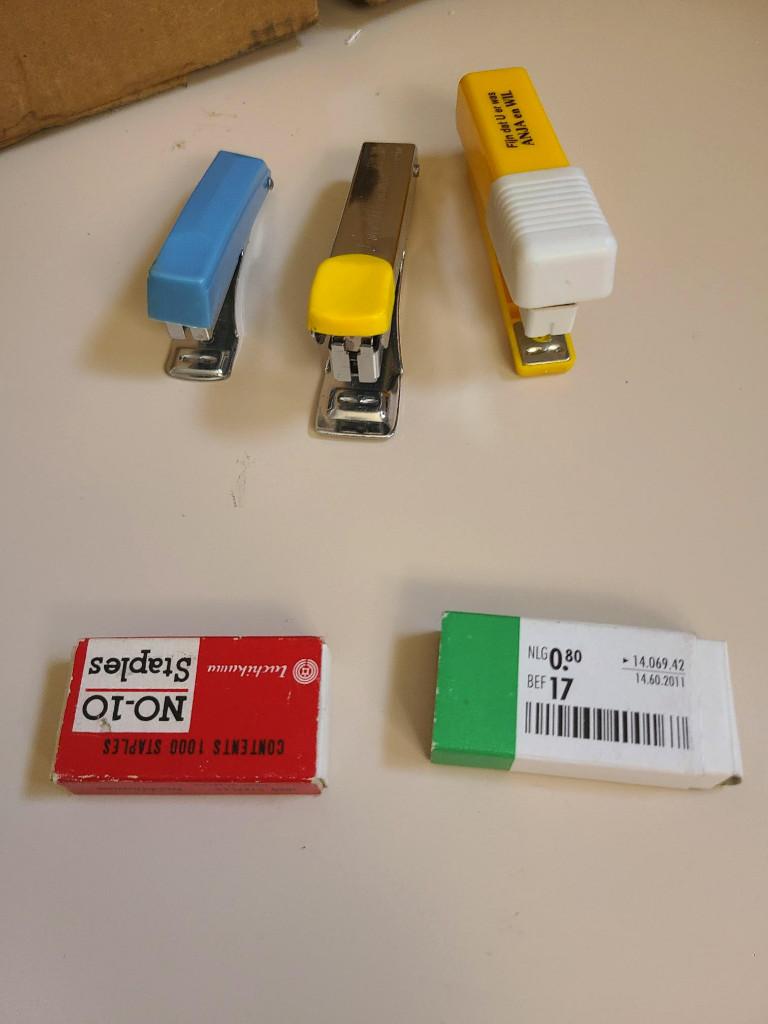 Fijn dat U er was
ANJA en WIL
NO-10
Staples
Tuchikurawa
CONTENTS 1000 STAPLES
NLG 0.80
BEF 17
▸ 14.069.42
14.60.2011